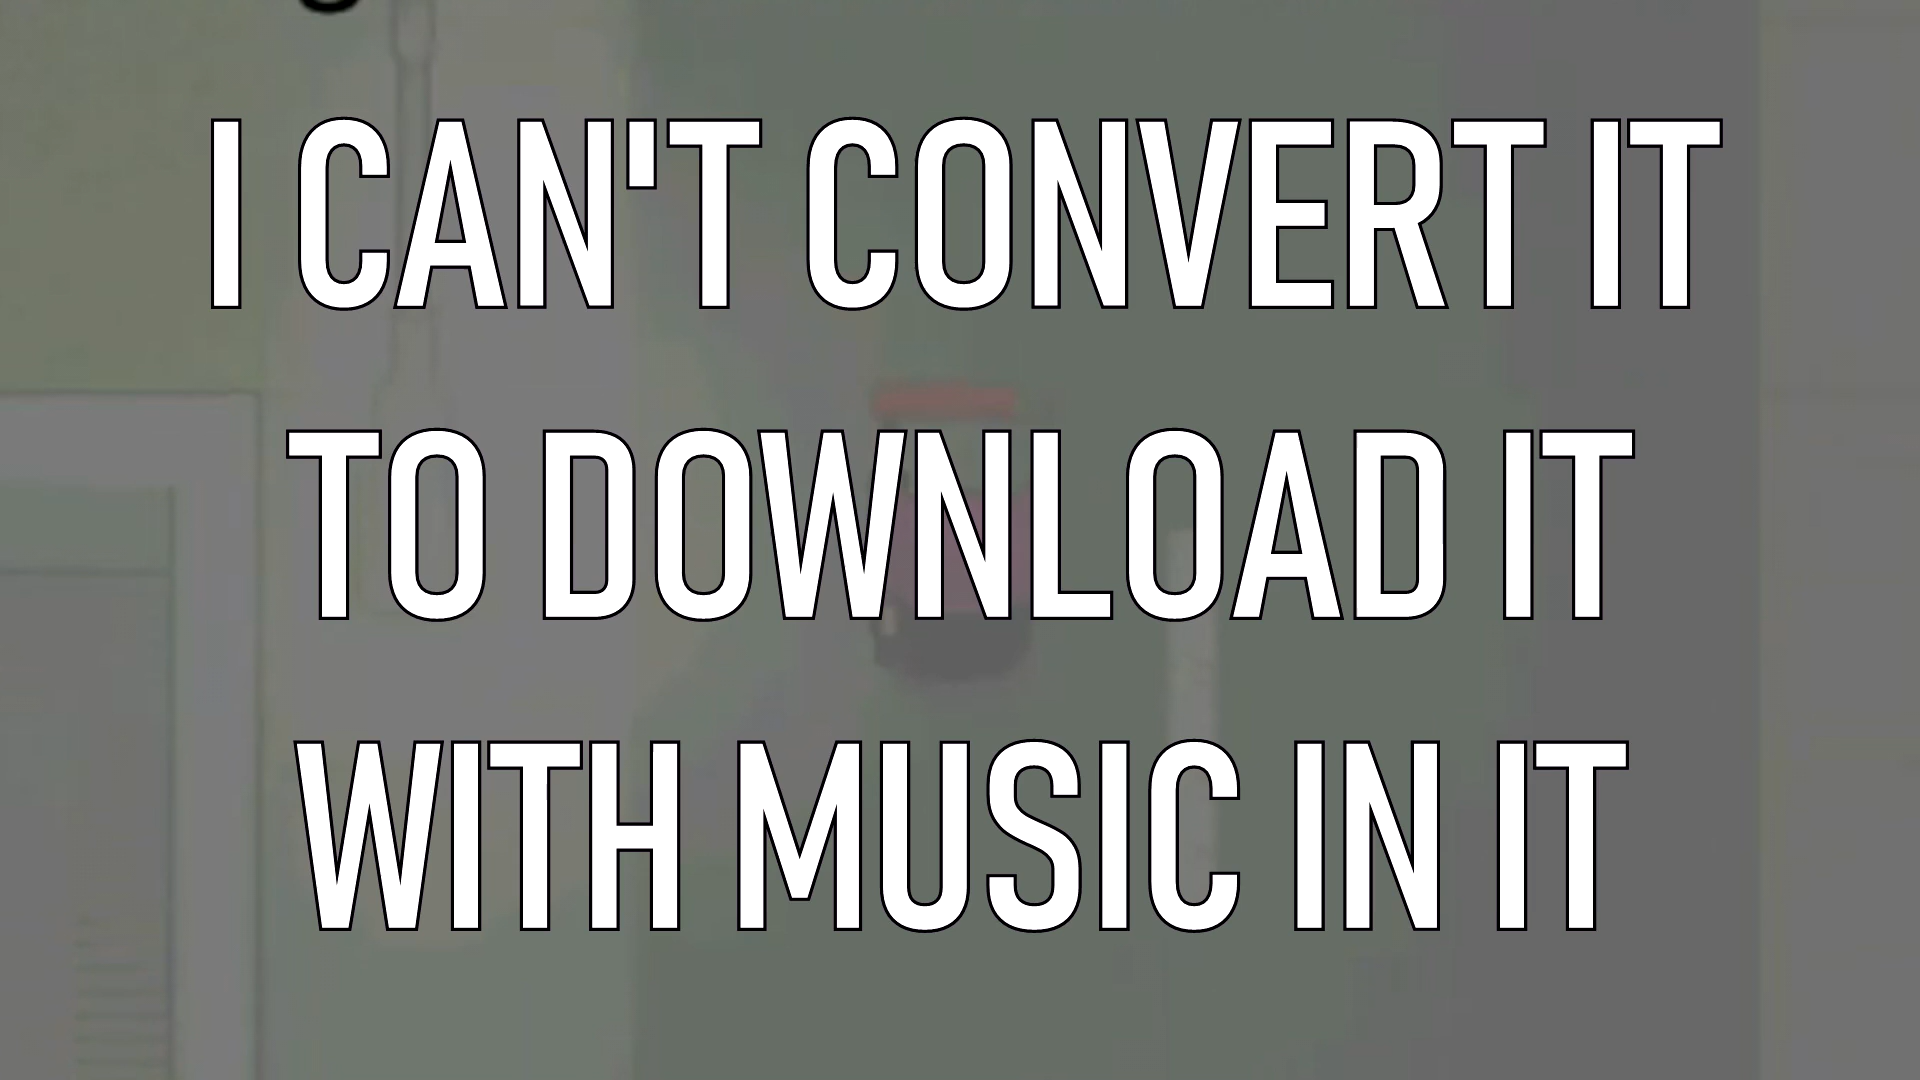 I CAN'T CONVERT IT
TO DOWNLOAD IT
WITH MUSIC IN IT